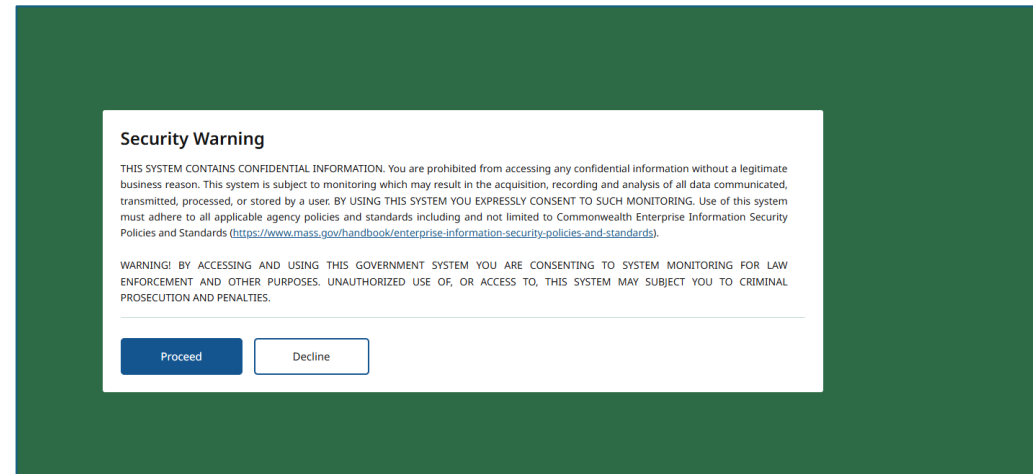 Security Warning
THIS SYSTEM CONTAINS CONFIDENTIAL INFORMATION. You are prohibited from accessing any confidential information without a legitimate
business reason. This system is subject to monitoring which may result in the acquisition, recording and analysis of all data communicated,
transmitted, processed, or stored by a user. BY USING THIS SYSTEM YOU EXPRESSLY CONSENT TO SUCH MONITORING. Use of this system
must adhere to all applicable agency policies and standards including and not limited to Commonwealth Enterprise Information Security
Policies and Standards (https://www.mass.gov/handbook/enterprise-information-security-policies-and-standards).
WARNING! BY ACCESSING AND USING THIS GOVERNMENT SYSTEM YOU ARE CONSENTING TO SYSTEM MONITORING FOR LAW
ENFORCEMENT AND OTHER PURPOSES. UNAUTHORIZED USE OF, OR ACCESS TO, THIS SYSTEM MAY SUBJECT YOU TO CRIMINAL
PROSECUTION AND PENALTIES.
Proceed
Decline